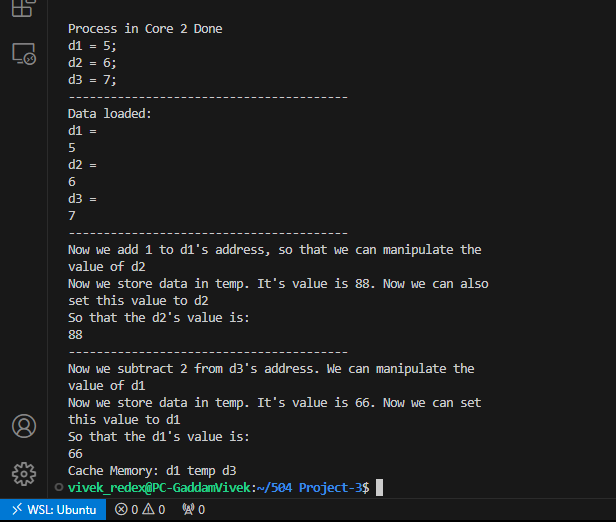 Process in Core 2 Done
d1 = 5;
d2 = 6;
d3 = 7;
----------------------------------------
Data loaded:
d1 =
5
d2 =
6
d3 =
7
----------------------------------------
Now we add 1 to d1's address, so that we can manipulate the
value of d2
Now we store data in temp. It's value is 88. Now we can also
set this value to d2
So that the d2's value is:
88
----------------------------------------
Now we subtract 2 from d3's address. We can manipulate the
value of d1
Now we store data in temp. It's value is 66. Now we can set
this value to d1
So that the d1's value is:
66
Cache Memory: d1 temp d3
vivek_redex@PC-GaddamVivek:~/504 Project-3$
WSL: Ubuntu 0 0 0